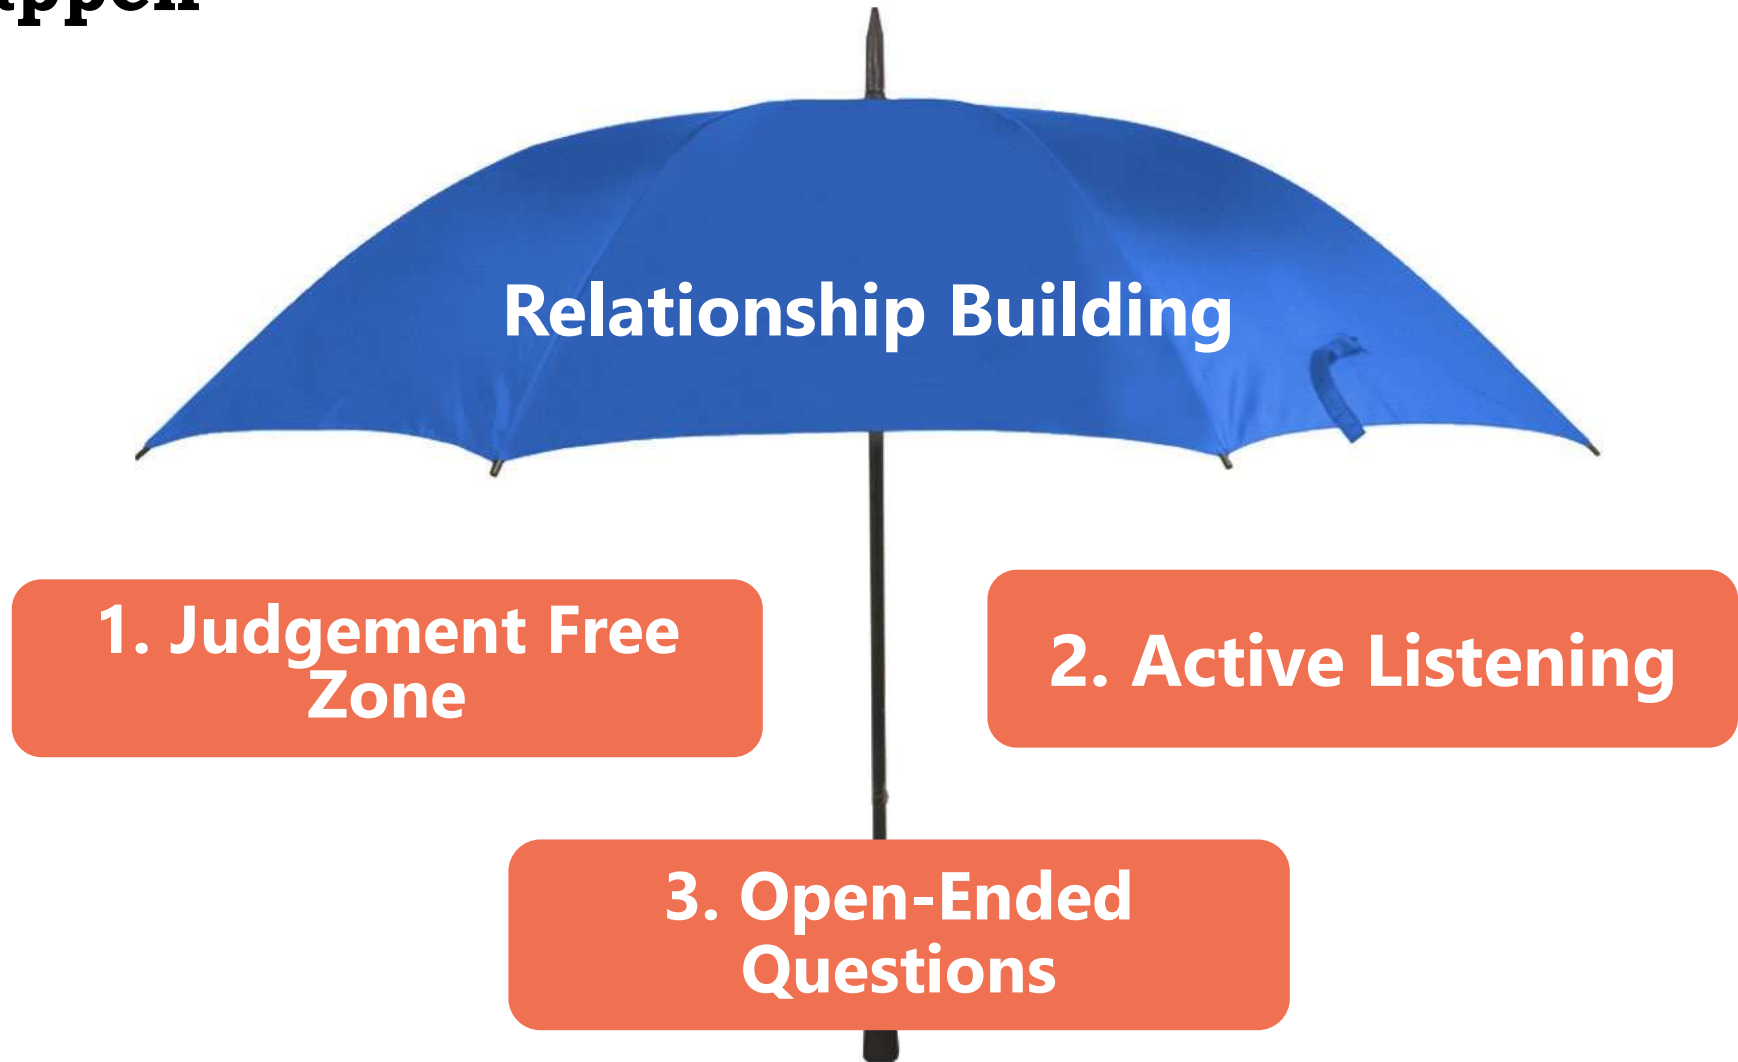 Relationship Building
1. Judgement Free
Zone
2. Active Listening
3. Open-Ended
Questions